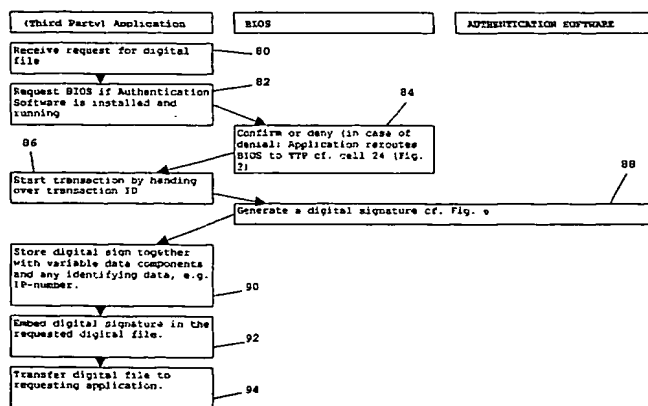 (Third Party) Application
BIOS
AUTHENTICATION SOFTWARE
Receive request for digital
file
80
Request BIOS if Authentication
Software is installed and
running
82
84
Confirm or deny (in case of
denial: Application reroutes
BIOS to TTP cf. cell 24 (Fig.
2)
86
Start transaction by handing
over transaction ID
88
Generate a digital signature cf. Fig.
Store digital sign together
with variable data components
and any identifying data, e.g.
IP-number.
90
Embed digital signature in the
requested digital file.
92
Transfer digital file to
requesting application.
94